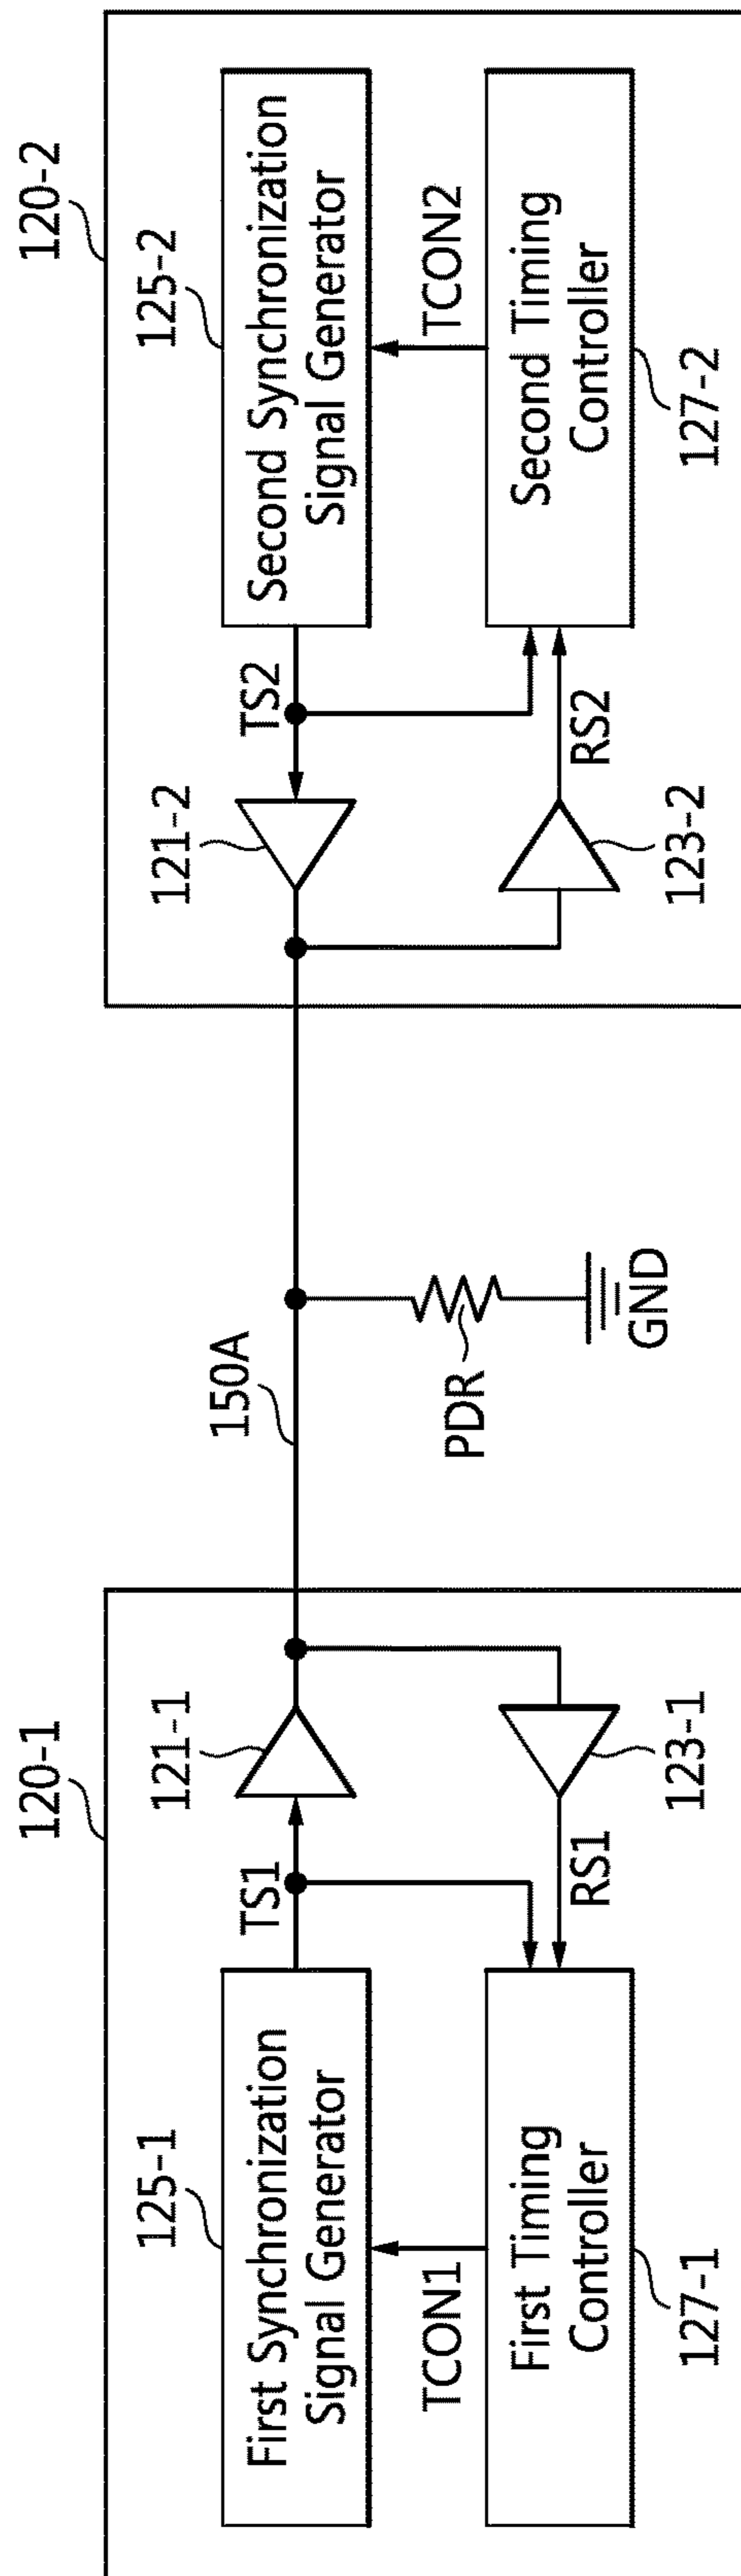 120-1
125-1
First Synchronization
Signal Generator
TS1
121-1
TCON1
First Timing
Controller
127-1
RS1
123-1
150A
PDR
GND
120-2
121-2
TS2
125-2
Second Synchronization
Signal Generator
123-2
RS2
TCON2
Second Timing
Controller
127-2